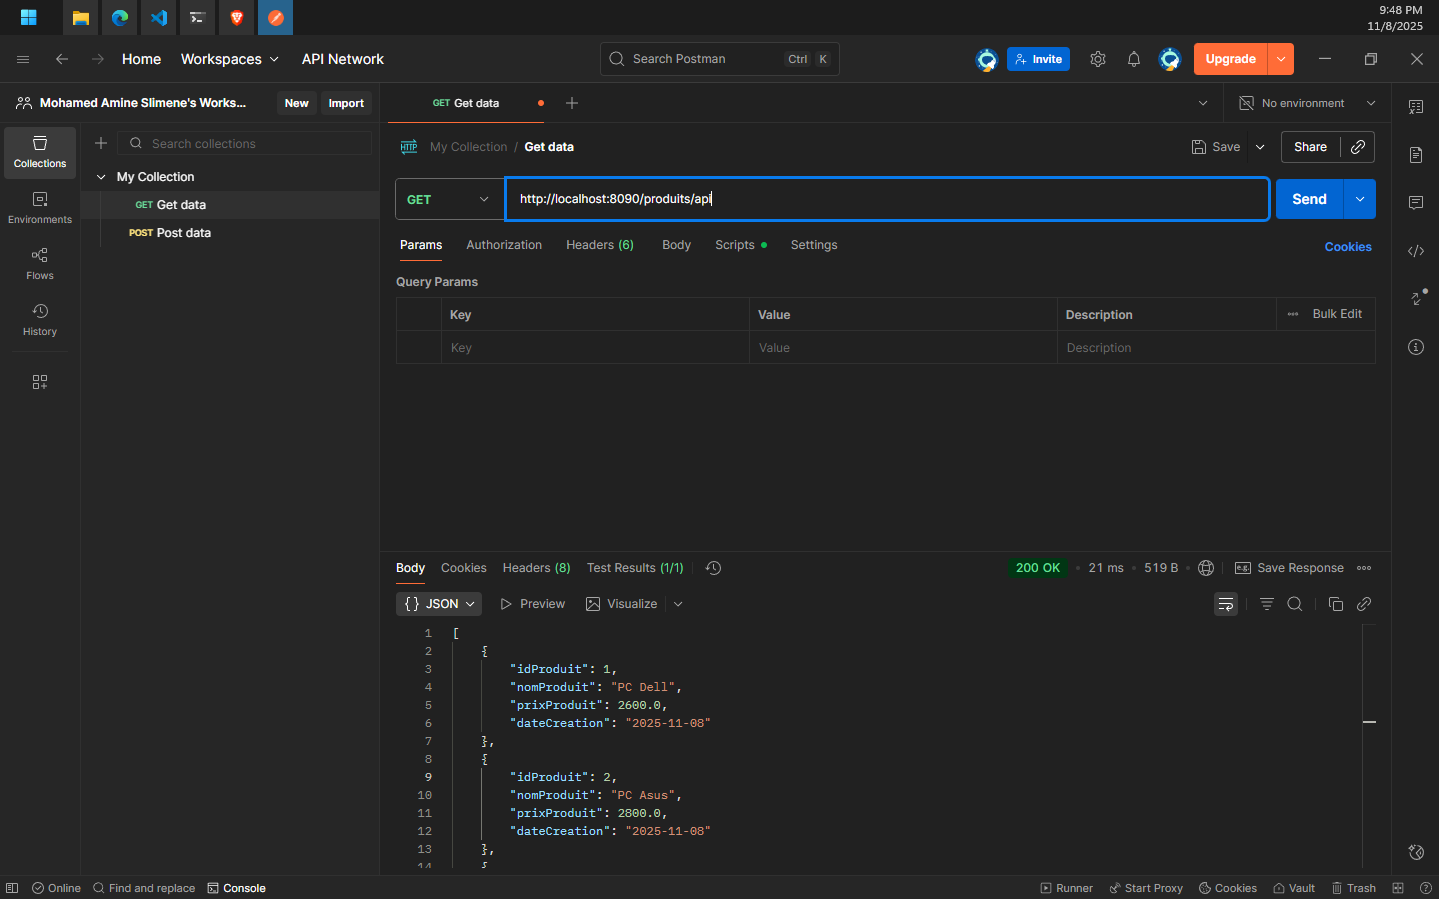 9:48 PM
11/8/2025
Home Workspaces API Network Search Postman Ctrl K Invite Upgrade
Mohamed Amine Slimene's Works... New Import
GET Get data No environment
Collections
Environments
Flows
History
Search collections
My Collection
GET Get data
POST Post data
HTTP My Collection / Get data Save Share
GET http://localhost:8090/produits/api Send
Params Authorization Headers (6) Body Scripts Settings Cookies
Query Params
Key Value Description Bulk Edit
Key Value Description
Body Cookies Headers (8) Test Results (1/1) 200 OK 21 ms 519 B e.g. Save Response
{} JSON Preview Visualize
1 [
2 {
3 "idProduit": 1,
4 "nomProduit": "PC Dell",
5 "prixProduit": 2600.0,
6 "dateCreation": "2025-11-08"
7 },
8 {
9 "idProduit": 2,
10 "nomProduit": "PC Asus",
11 "prixProduit": 2800.0,
12 "dateCreation": "2025-11-08"
13 },
14 {
Online Find and replace Console Runner Start Proxy Cookies Vault Trash